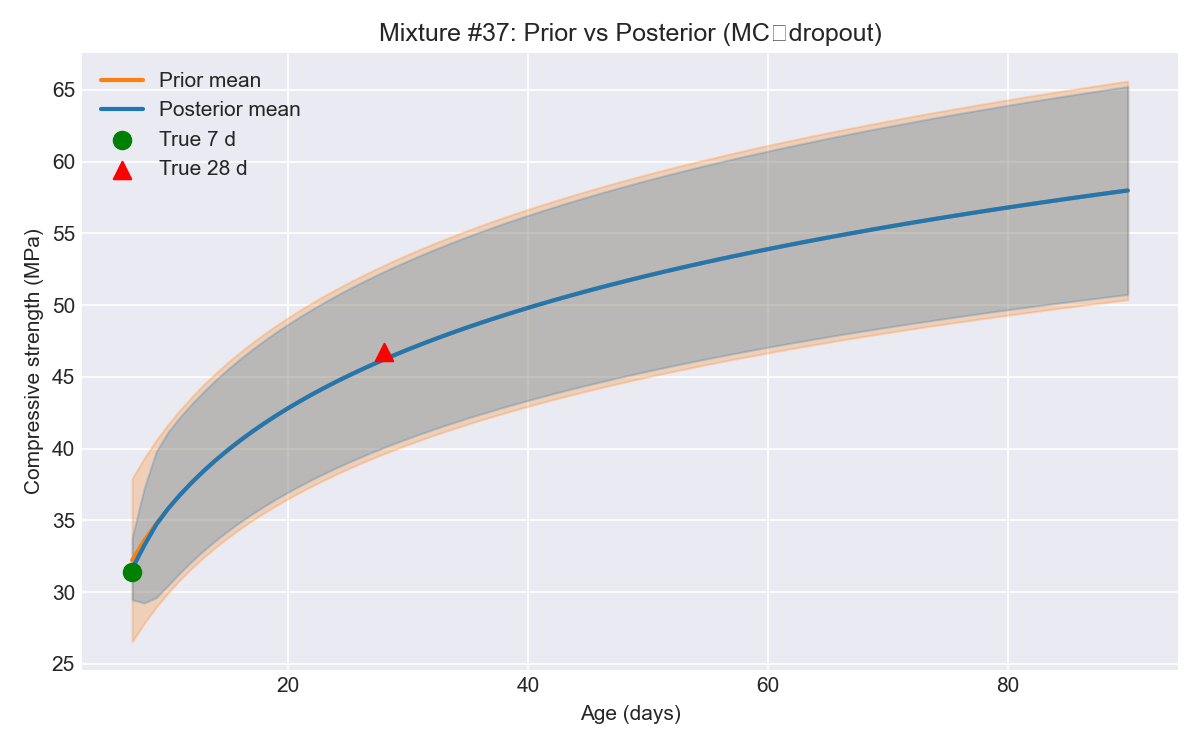 Mixture #37: Prior vs Posterior (MC□dropout)
Prior mean
Posterior mean
True 7 d
True 28 d
Compressive strength (MPa)
65
60
55
50
45
40
35
30
25
20
40
60
80
Age (days)